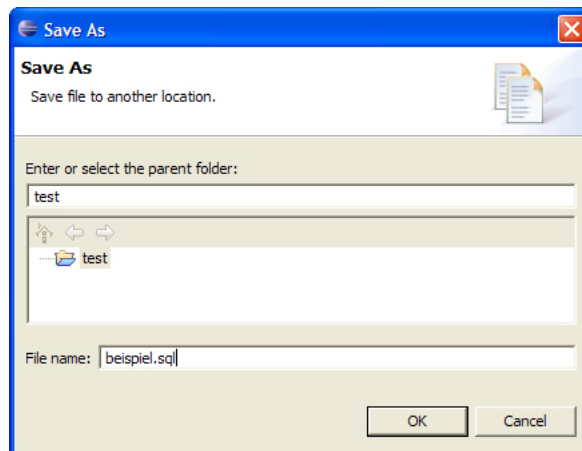 Save As
Save As
Save file to another location.
Enter or select the parent folder:
test
test
File name: beispiel.sql
OK Cancel